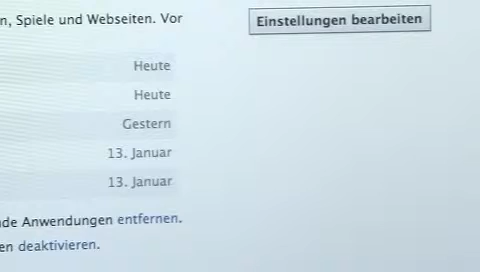 n, Spiele und Webseiten. Vor
Einstellungen bearbeiten
Heute
Heute
Gestern
13. Januar
13. Januar
de Anwendungen entfernen.
en deaktivieren.